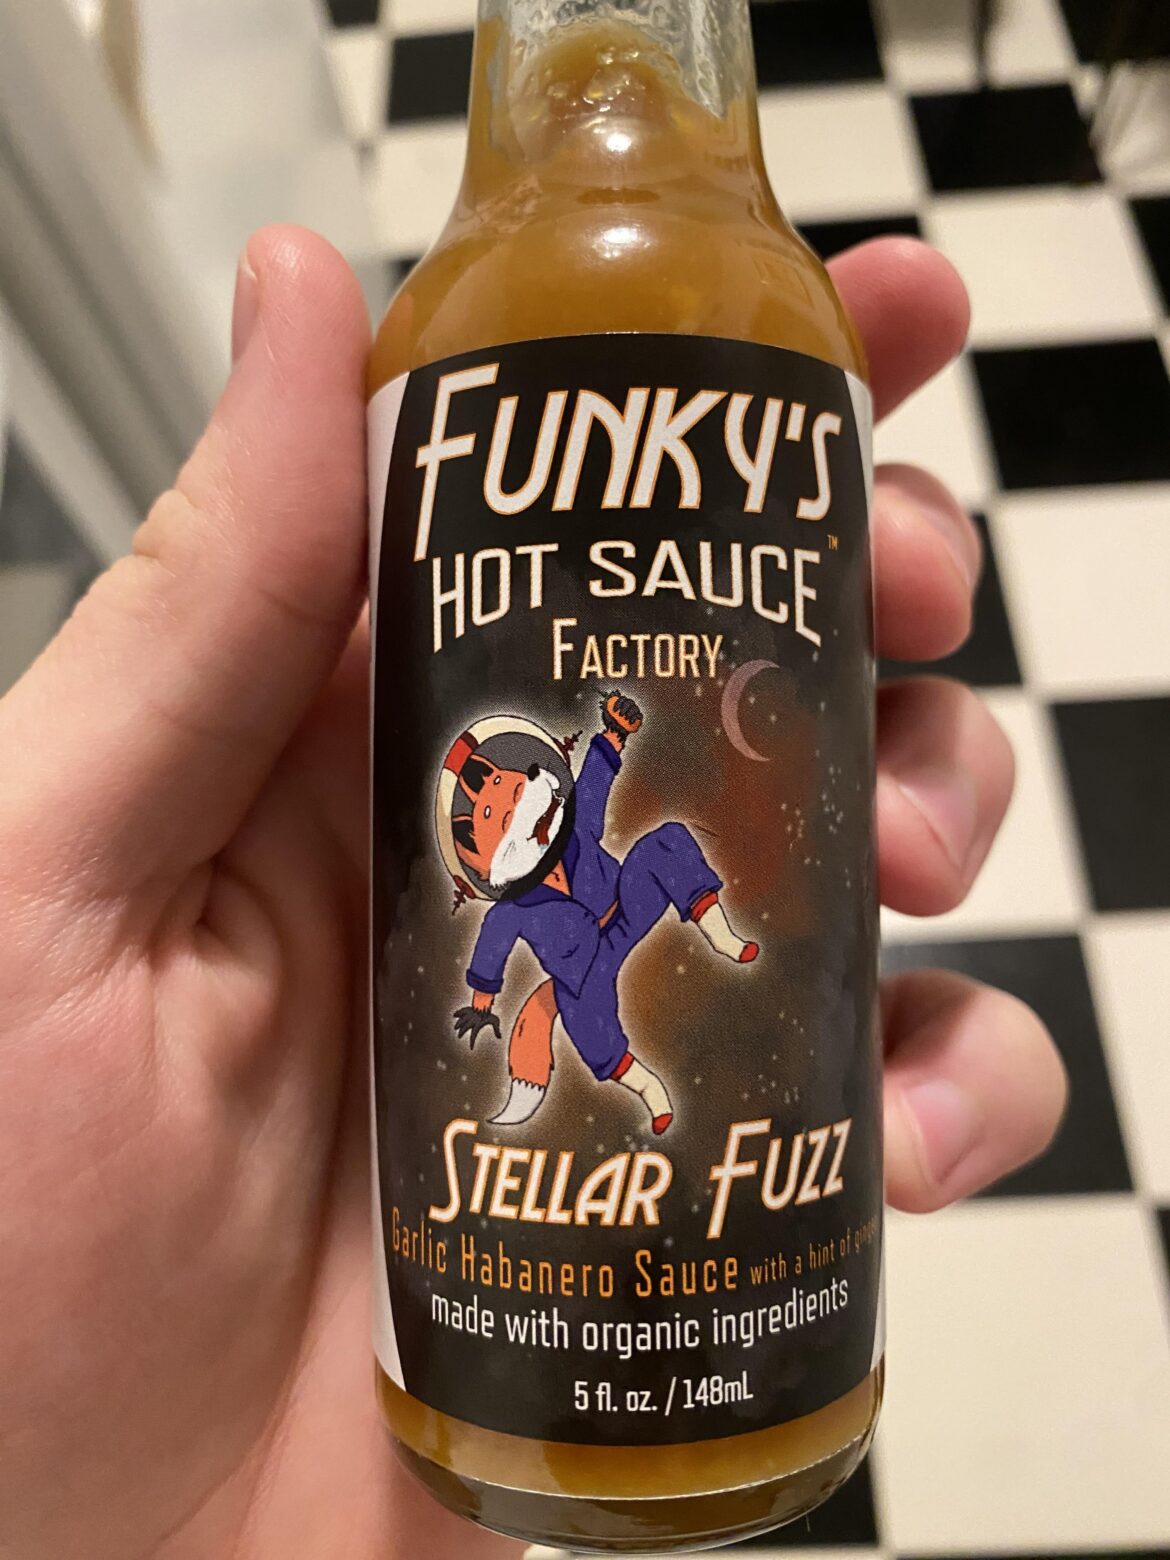 FUNKY'S
HOT SAUCE™
FACTORY
STELLAR FUZZ
Garlic Habanero Sauce with a hint of
made with organic ingredients
5 fl. oz. / 148mL